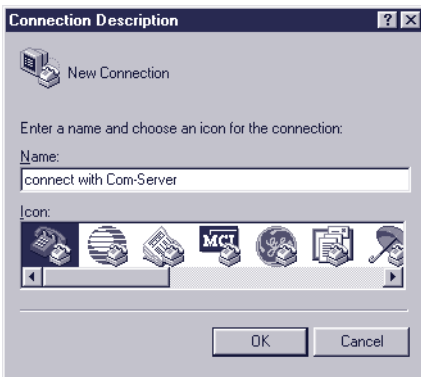 Connection Description
New Connection
Enter a name and choose an icon for the connection:
Name:
connect with Com-Server
Icon:
MCI
OK Cancel